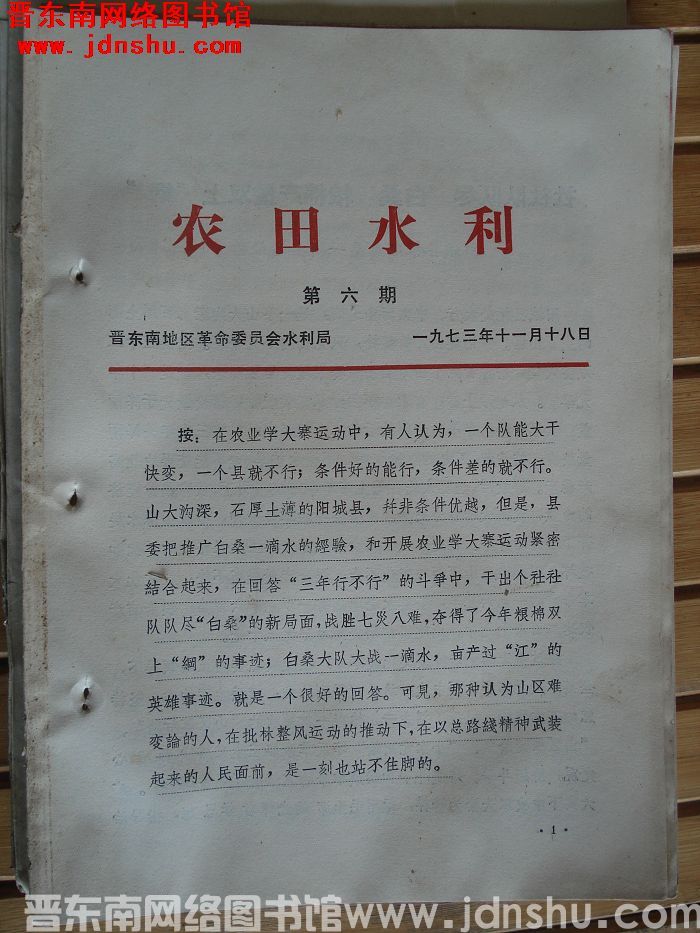 晋东南网络图书馆
www.jdnshu.com
农田水利
第六期
晋东南地区革命委员会水利局 一九七三年十一月十八日
按：在农业学大寨运动中，有人认为，一个队能大干
快变，一个县就不行；条件好的能行，条件差的就不行。
山大沟深，石厚土薄的阳城县，幷非条件优越，但是，县
委把推广白桑一滴水的經驗，和开展农业学大寨运动紧密
結合起来，在回答“三年行不行”的斗爭中，干出个社社
队队尽“白桑”的新局面，战胜七災八难，夺得了今年粮棉双
上“綱”的事迹；白桑大队大战一滴水，亩产过“江”的
英雄事迹。就是一个很好的回答。可見，那种认为山区难
变論的人，在批林整风运动的推动下，在以总路綫精神武装
起来的人民面前，是一刻也站不住脚的。
· 1 ·
晋东南网络图书馆www.jdnshu.com